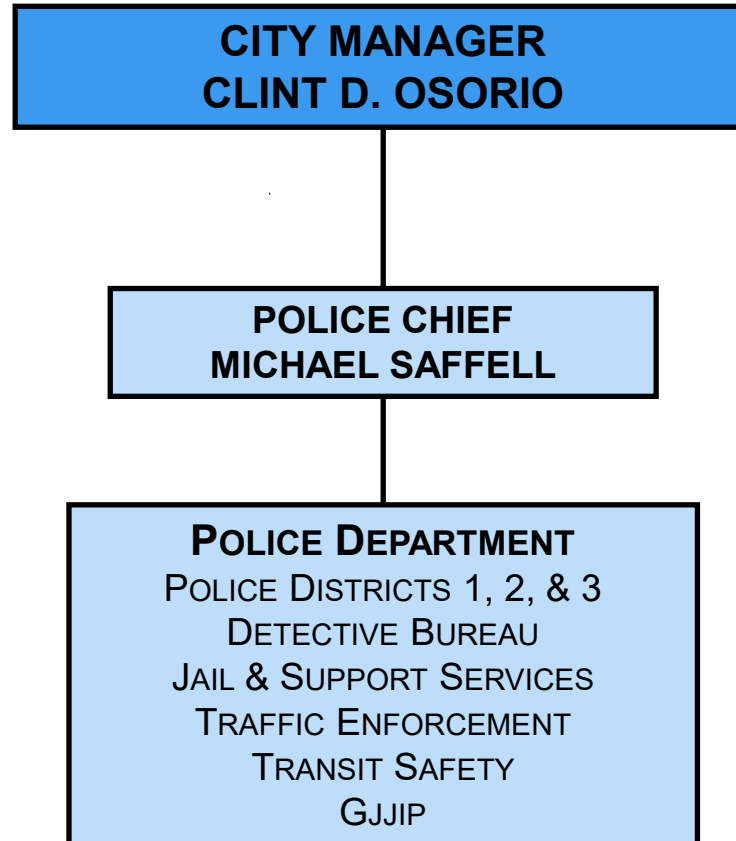 CITY MANAGER
CLINT D. OSORIO
POLICE CHIEF
MICHAEL SAFFELL
POLICE DEPARTMENT
POLICE DISTRICTS 1, 2, & 3
DETECTIVE BUREAU
JAIL & SUPPORT SERVICES
TRAFFIC ENFORCEMENT
TRANSIT SAFETY
GJJIP